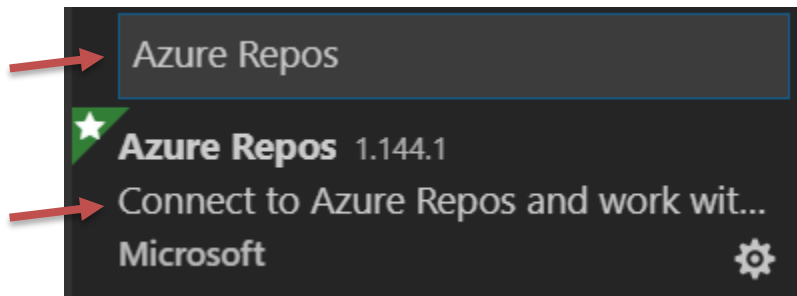 Azure Repos
Azure Repos 1.144.1
Connect to Azure Repos and work wit...
Microsoft